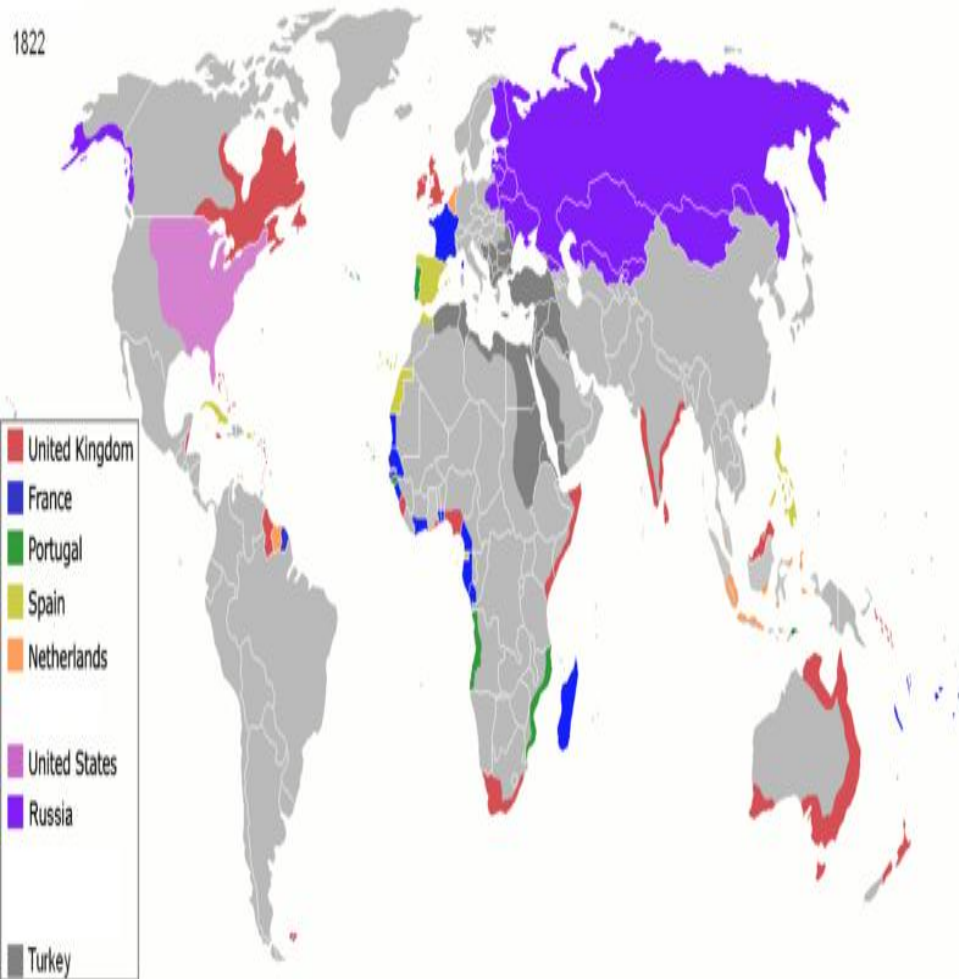 1822
United Kingdom
France
Portugal
Spain
Netherlands
United States
Russia
Turkey